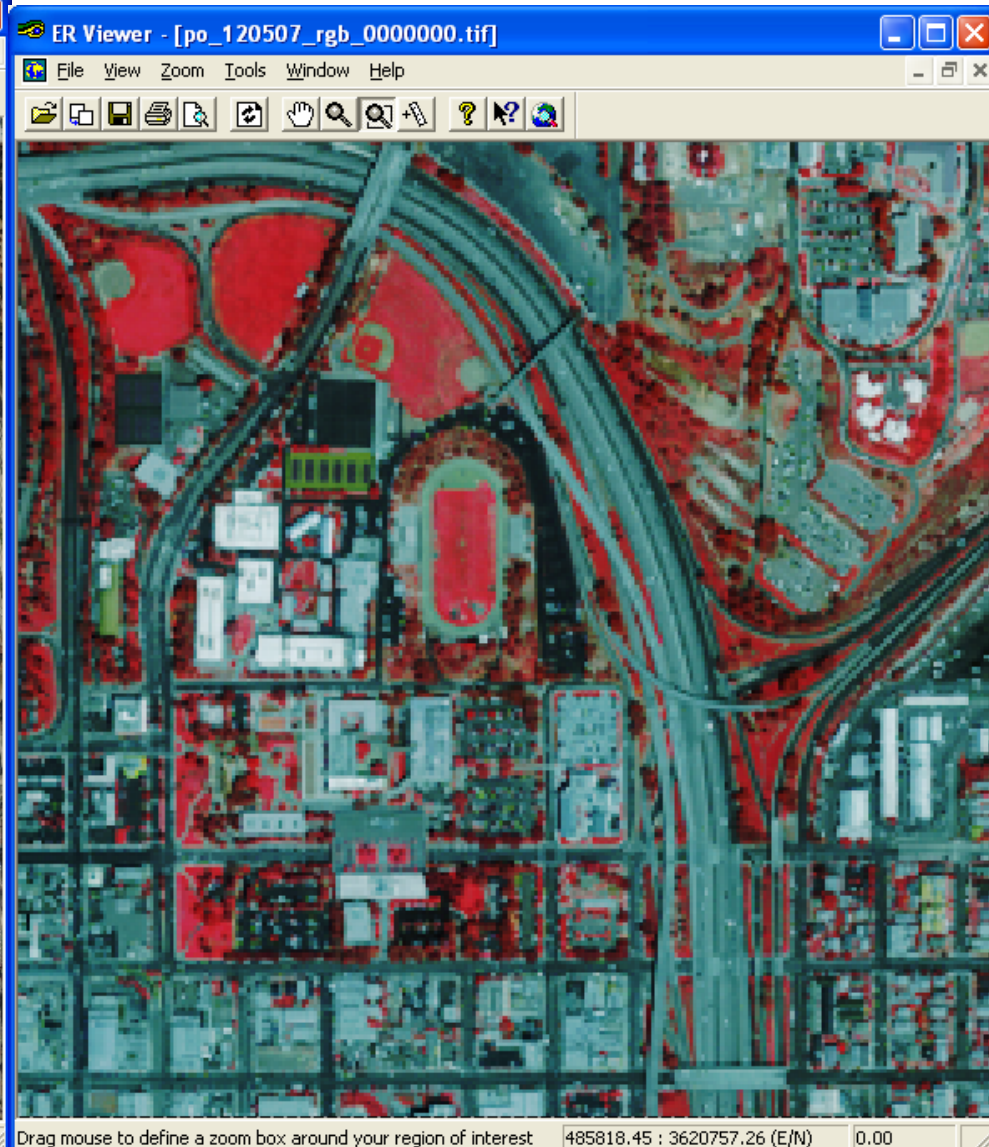 ER Viewer - [po_120507_rgb_0000000.tif]
File View Zoom Tools Window Help
Drag mouse to define a zoom box around your region of interest 485818.45 : 3620757.26 (E/N) 0.00